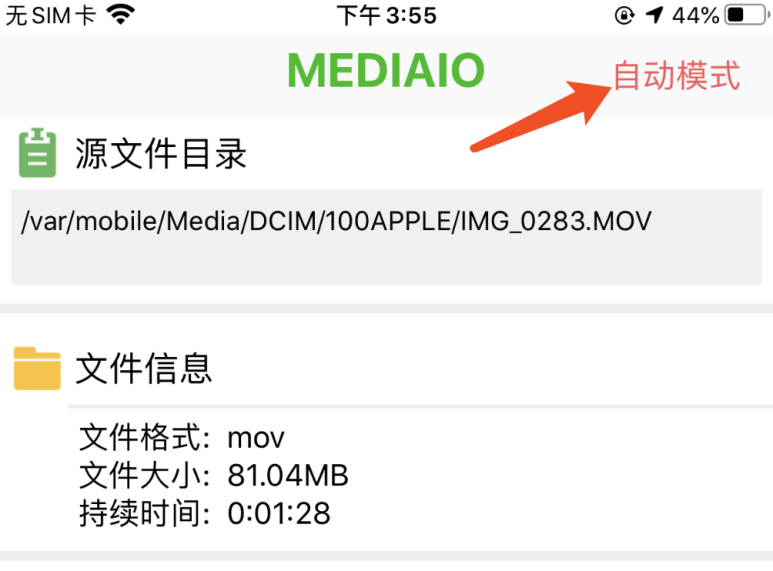 无SIM卡 下午3:55 44%
MEDIAIO 自动模式
源文件目录
/var/mobile/Media/DCIM/100APPLE/IMG_0283.MOV
文件信息
文件格式: mov
文件大小: 81.04MB
持续时间: 0:01:28